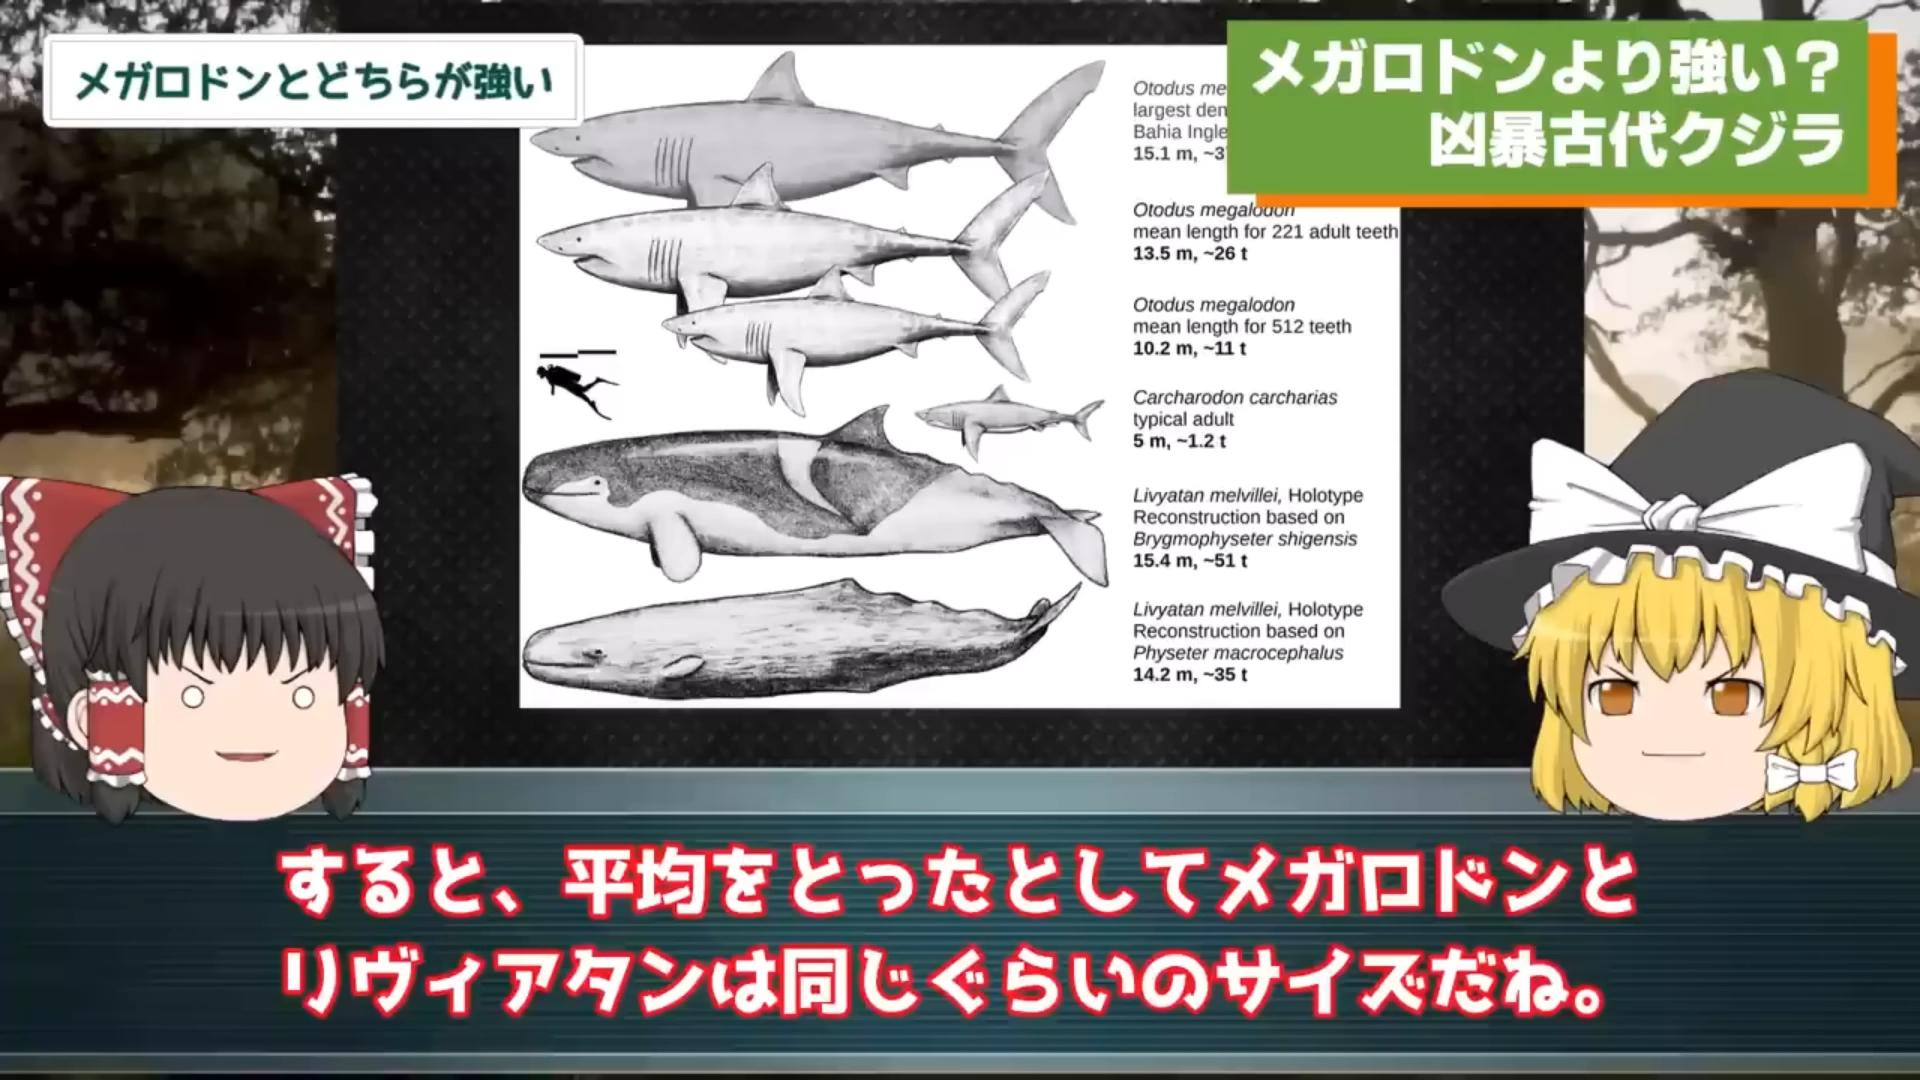 メガロドンとどちらが強い
メガロドンより強い？
凶暴古代クジラ
Otodus
largest
Bahia
15.1 m,
Otodus megalodon
mean length for 221 adult teeth
13.5 m, ~26 t
Otodus megalodon
mean length for 512 teeth
10.2 m, ~11 t
Carcharodon carcharias
typical adult
5 m, ~1.2 t
Livyatan melvillei, Holotype
Reconstruction based on
Brygmophyseter shigensis
15.4 m, ~51 t
Livyatan melvillei, Holotype
Reconstruction based on
Physeter macrocephalus
14.2 m, ~35 t
すると、平均をとったとしてメガロドンと
リヴィアタンは同じぐらいのサイズだね。